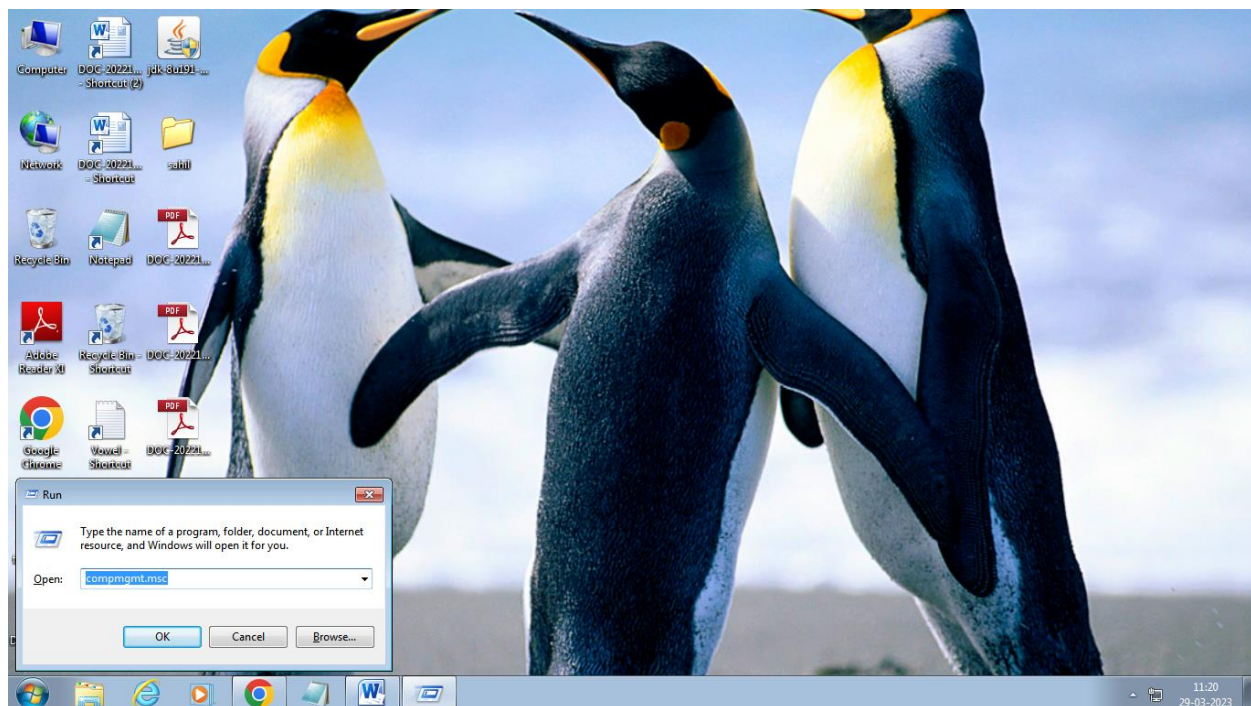 Computer
DOC-20221...
- Shortcut (2)
jdk-8u191-...
Network
DOC-20221...
- Shortcut
sahil
Recycle Bin
Notepad
PDF
DOC-20221...
Adobe
Reader XI
Recycle Bin -
Shortcut
PDF
DOC-20221...
Google
Chrome
Vowel -
Shortcut
PDF
DOC-20221...
Run
Type the name of a program, folder, document, or Internet
resource, and Windows will open it for you.
Open:
compmgmt.msc
OK
Cancel
Browse...
11:20
29-03-2023